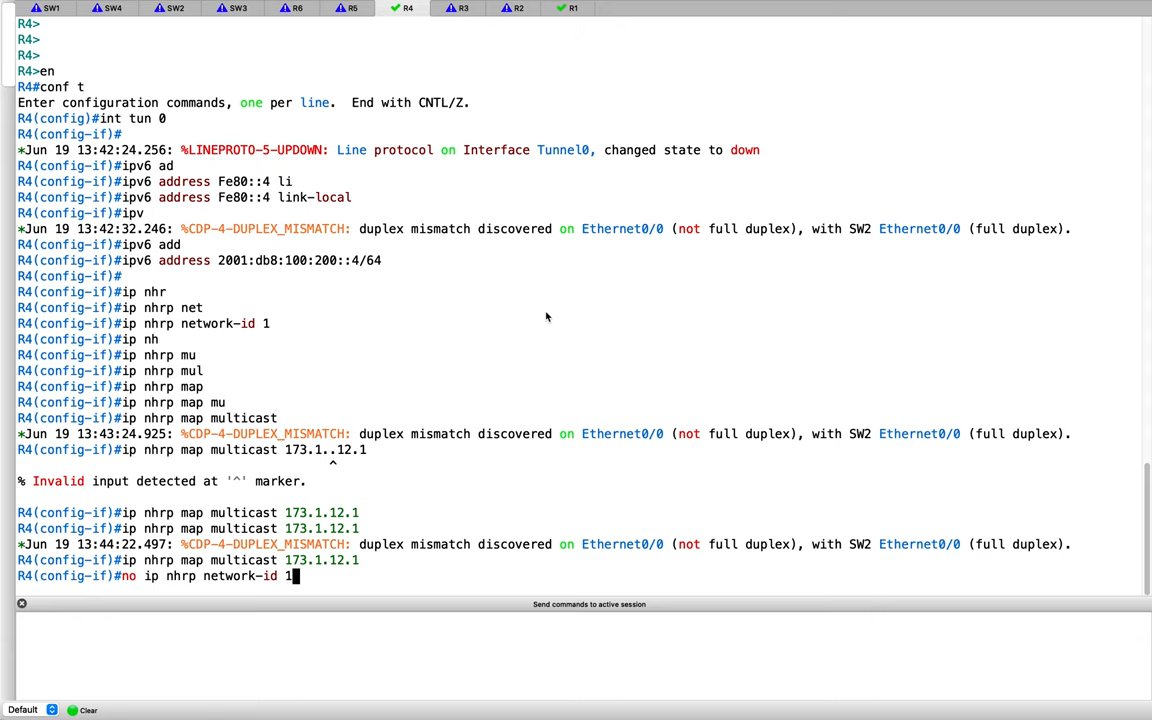 SW1 SW4 SW2 SW3 R6 R5 R4 R3 R2 R1
R4>
R4>
R4>
R4>en
R4#conf t
Enter configuration commands, one per line.  End with CNTL/Z.
R4(config)#int tun 0
R4(config-if)#
*Jun 19 13:42:24.256: %LINEPROTO-5-UPDOWN: Line protocol on Interface Tunnel0, changed state to down
R4(config-if)#ipv6 ad
R4(config-if)#ipv6 address Fe80::4 li
R4(config-if)#ipv6 address Fe80::4 link-local
R4(config-if)#ipv
*Jun 19 13:42:32.246: %CDP-4-DUPLEX_MISMATCH: duplex mismatch discovered on Ethernet0/0 (not full duplex), with SW2 Ethernet0/0 (full duplex).
R4(config-if)#ipv6 add
R4(config-if)#ipv6 address 2001:db8:100:200::4/64
R4(config-if)#
R4(config-if)#ip nhr
R4(config-if)#ip nhrp net
R4(config-if)#ip nhrp network-id 1
R4(config-if)#ip nh
R4(config-if)#ip nhrp mu
R4(config-if)#ip nhrp mul
R4(config-if)#ip nhrp map
R4(config-if)#ip nhrp map mu
R4(config-if)#ip nhrp map multicast
*Jun 19 13:43:24.925: %CDP-4-DUPLEX_MISMATCH: duplex mismatch discovered on Ethernet0/0 (not full duplex), with SW2 Ethernet0/0 (full duplex).
R4(config-if)#ip nhrp map multicast 173.1..12.1
^
% Invalid input detected at '^' marker.
R4(config-if)#ip nhrp map multicast 173.1.12.1
R4(config-if)#ip nhrp map multicast 173.1.12.1
*Jun 19 13:44:22.497: %CDP-4-DUPLEX_MISMATCH: duplex mismatch discovered on Ethernet0/0 (not full duplex), with SW2 Ethernet0/0 (full duplex).
R4(config-if)#ip nhrp map multicast 173.1.12.1
R4(config-if)#no ip nhrp network-id 1
Send commands to active session
Default Clear